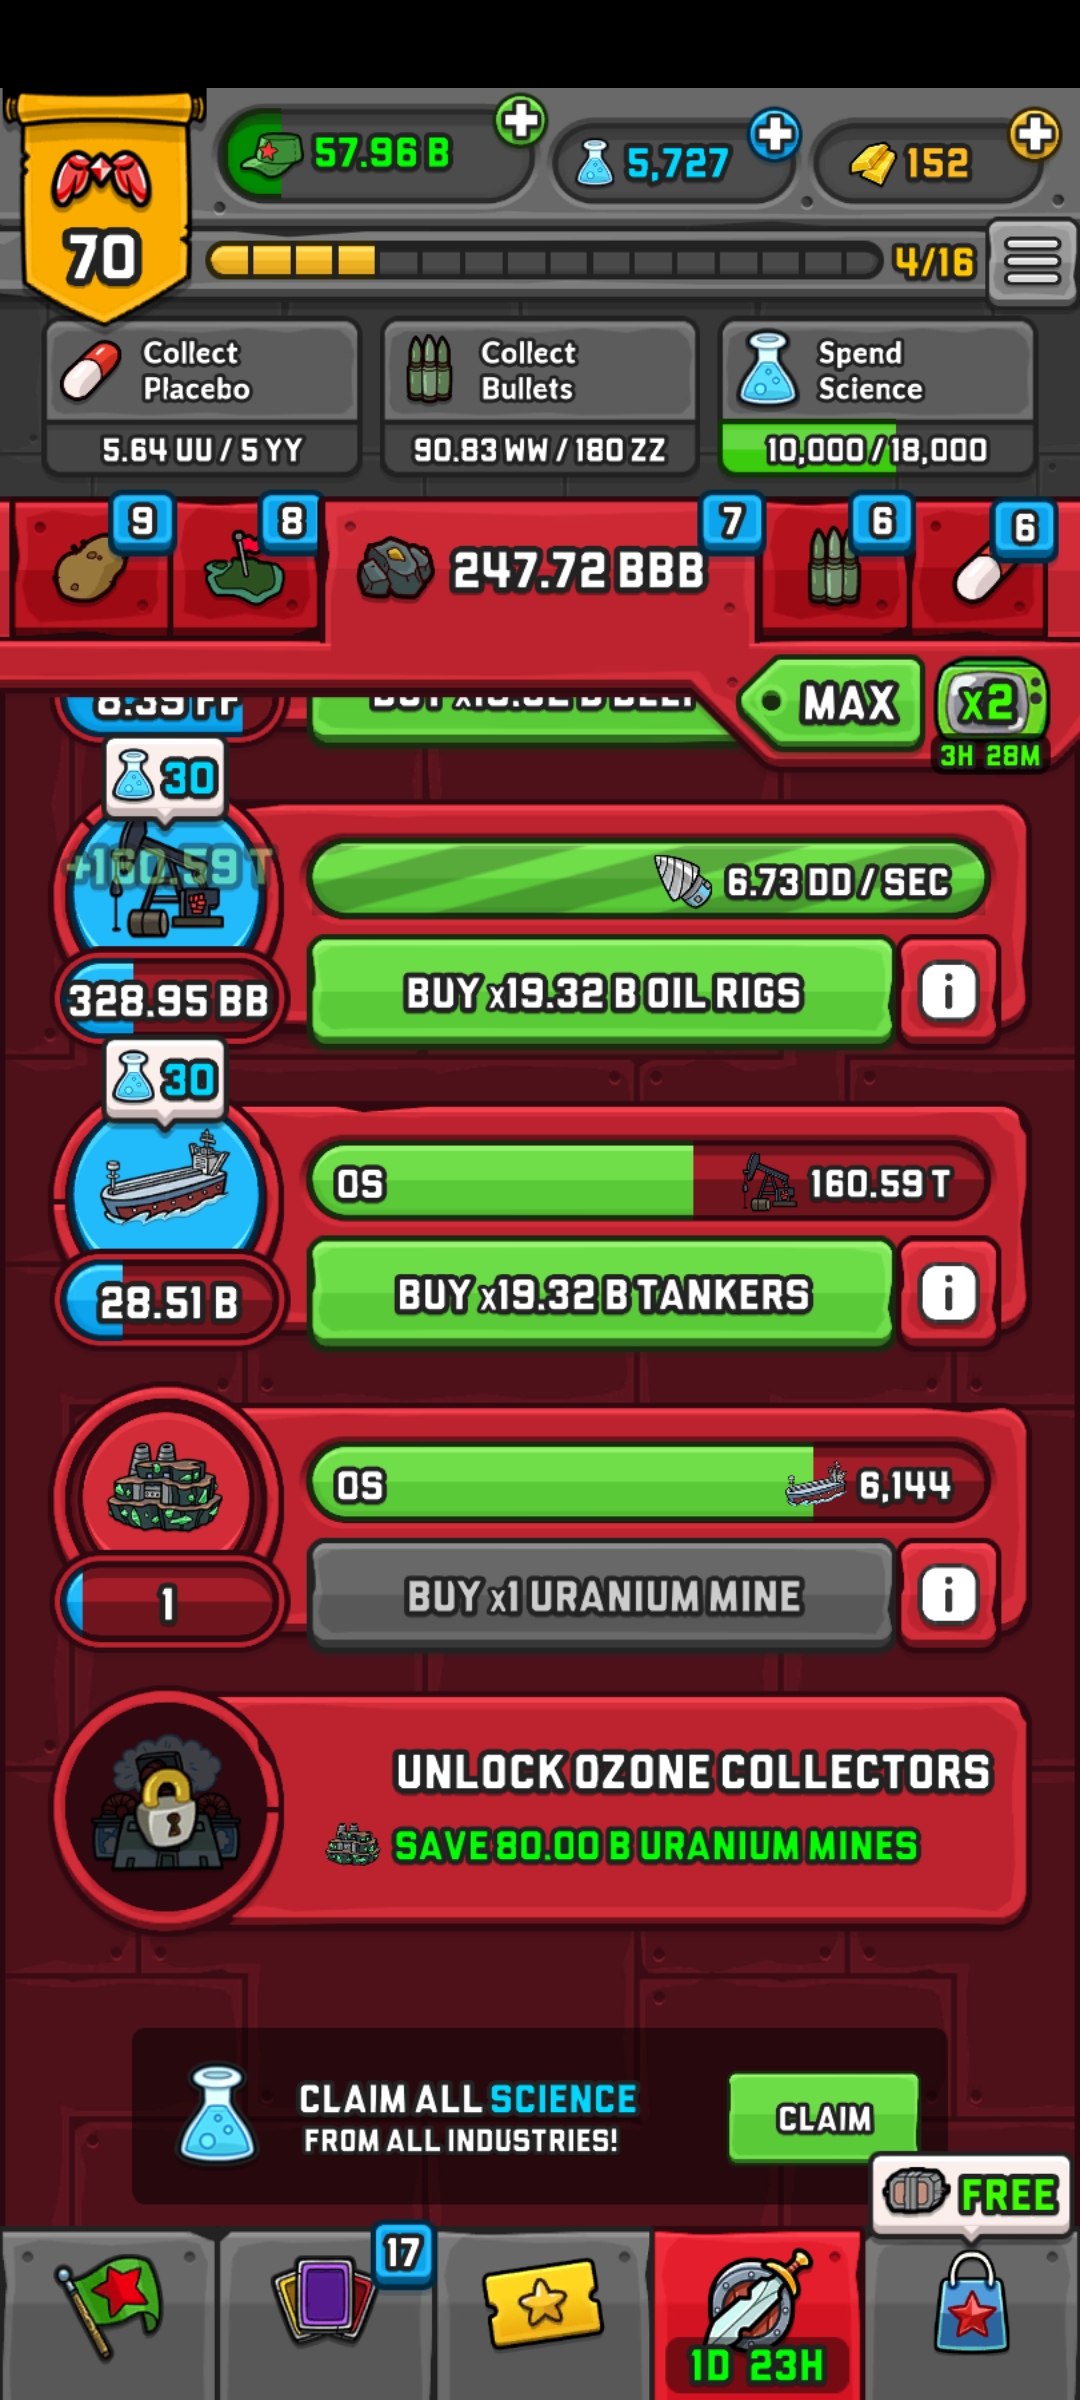 57.96 B
5,727
152
70
4/16
Collect
Placebo
5.64 UU / 5 YY
Collect
Bullets
90.83 WW / 180 ZZ
Spend
Science
10,000 / 18,000
9
8
247.72 BBB
7
6
6
MAX
x2
3H 28M
30
+160.59 T
6.73 DD / SEC
328.95 BB
BUY x19.32 B OIL RIGS
i
30
0S
160.59 T
28.51 B
BUY x19.32 B TANKERS
i
0S
6,144
1
BUY x1 URANIUM MINE
i
UNLOCK OZONE COLLECTORS
SAVE 80.00 B URANIUM MINES
CLAIM ALL SCIENCE
FROM ALL INDUSTRIES!
CLAIM
FREE
17
1D 23H